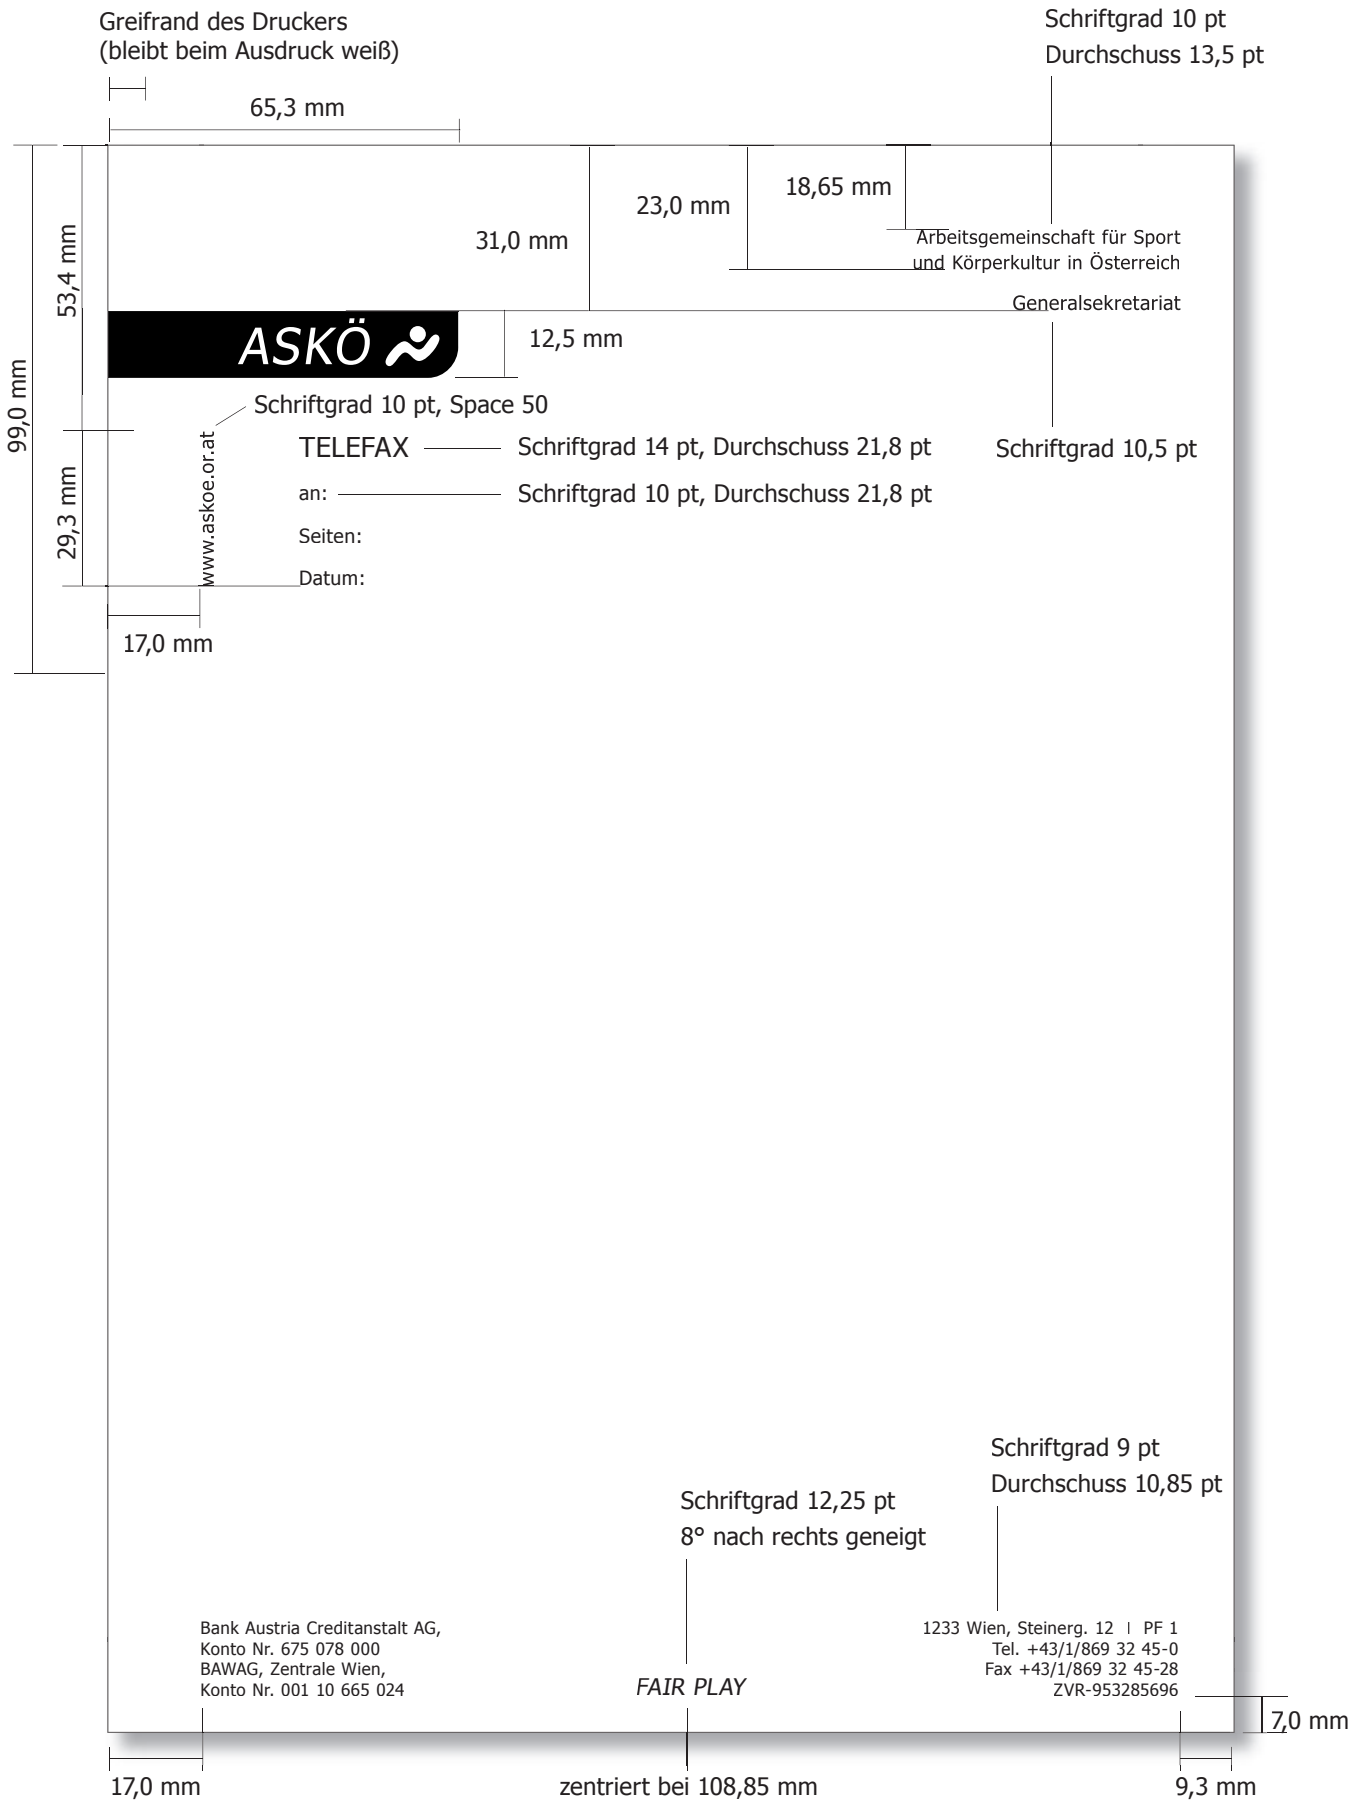 Greifrand des Druckers
(bleibt beim Ausdruck weiß)
Schriftgrad 10 pt
Durchschuss 13,5 pt
65,3 mm
18,65 mm
23,0 mm
31,0 mm
53,4 mm
99,0 mm
Arbeitsgemeinschaft für Sport
und Körperkultur in Österreich
Generalsekretariat
ASKÖ
12,5 mm
Schriftgrad 10 pt, Space 50
www.askoe.or.at
TELEFAX
Schriftgrad 14 pt, Durchschuss 21,8 pt
Schriftgrad 10,5 pt
an:
Schriftgrad 10 pt, Durchschuss 21,8 pt
29,3 mm
Seiten:
Datum:
17,0 mm
Schriftgrad 9 pt
Durchschuss 10,85 pt
Schriftgrad 12,25 pt
8° nach rechts geneigt
Bank Austria Creditanstalt AG,
Konto Nr. 675 078 000
BAWAG, Zentrale Wien,
Konto Nr. 001 10 665 024
FAIR PLAY
1233 Wien, Steinerg. 12 | PF 1
Tel. +43/1/869 32 45-0
Fax +43/1/869 32 45-28
ZVR-953285696
7,0 mm
17,0 mm
zentriert bei 108,85 mm
9,3 mm